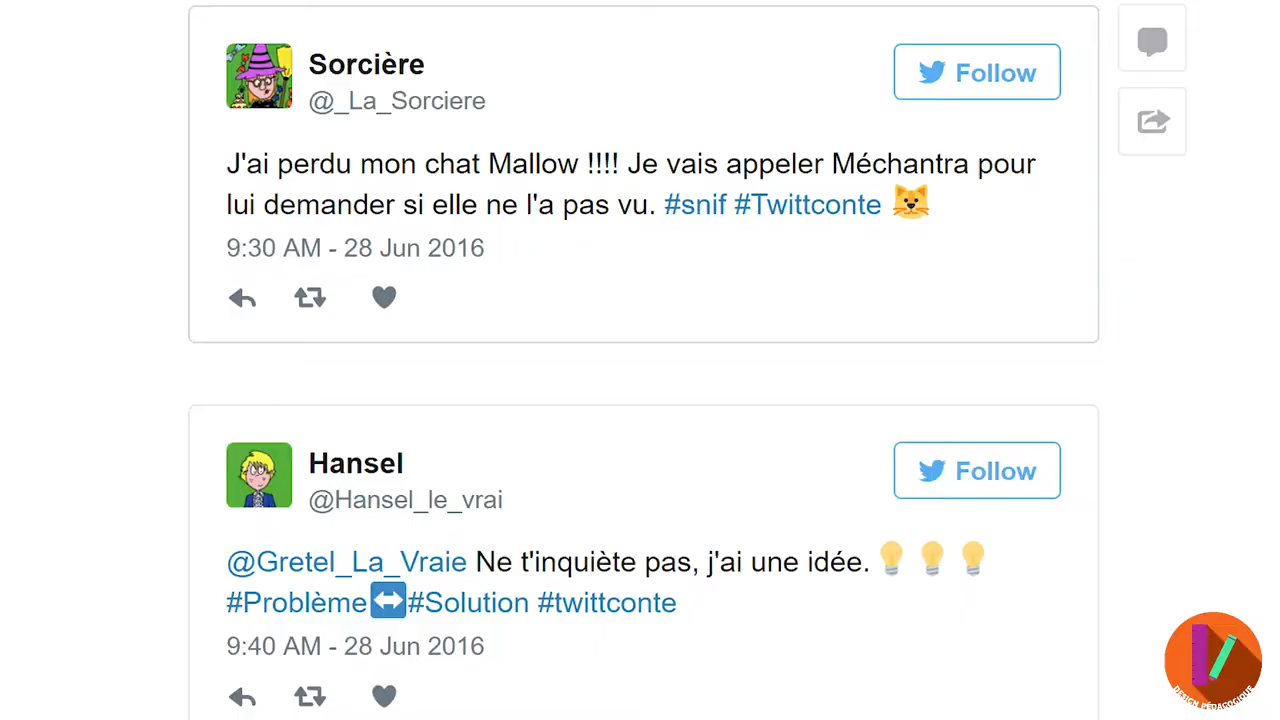 Sorcière
@_La_Sorciere
Follow
J'ai perdu mon chat Mallow !!!! Je vais appeler Méchantra pour
lui demander si elle ne l'a pas vu. #snif #Twittconte
9:30 AM - 28 Jun 2016
Hansel
@Hansel_le_vrai
Follow
@Gretel_La_Vraie Ne t'inquiète pas, j'ai une idée.
#Problème↔#Solution #twittconte
9:40 AM - 28 Jun 2016
DESIGN PÉDAGOGIQUE